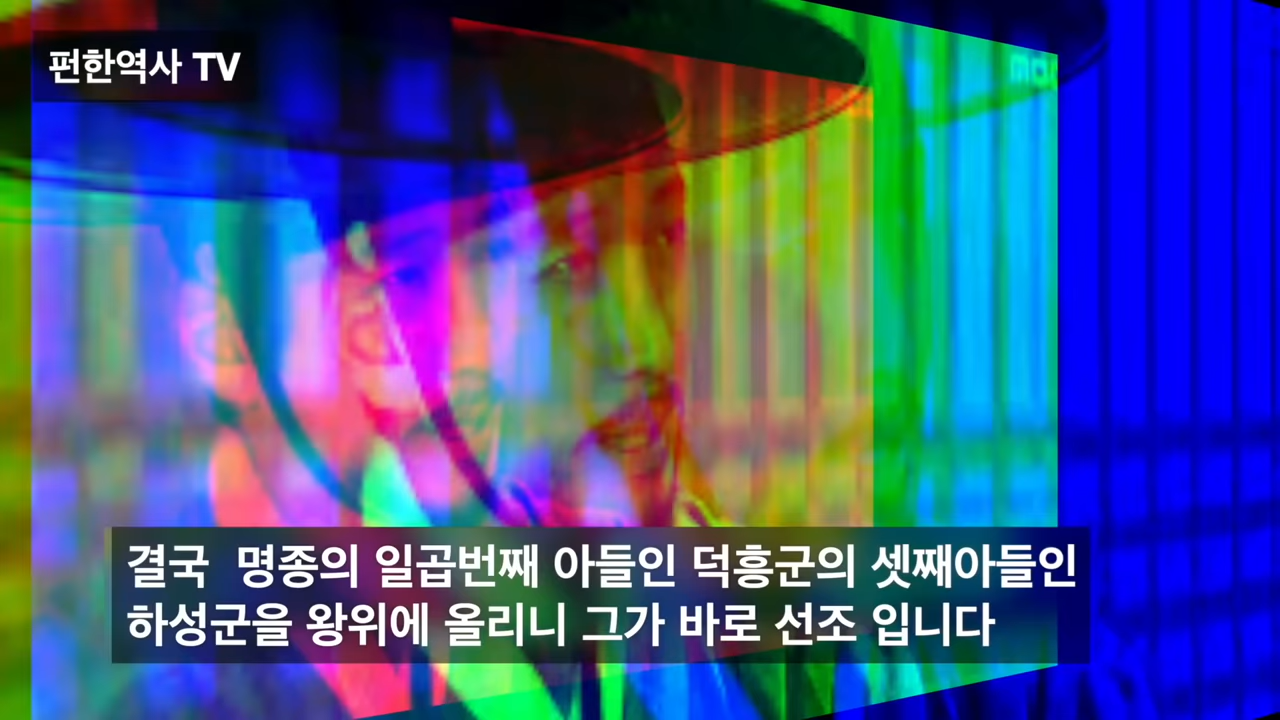 펀한역사 TV
결국 명종의 일곱번째 아들인 덕흥군의 셋째아들인
하성군을 왕위에 올리니 그가 바로 선조 입니다